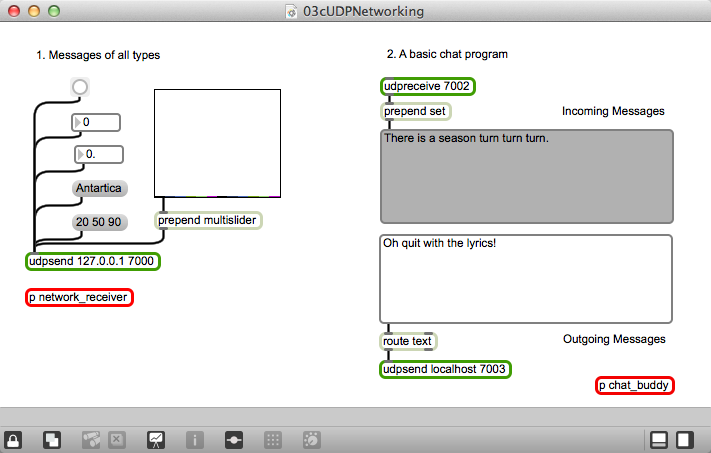 03cUDPNetworking
1. Messages of all types
0
0.
Antartica
20 50 90
prepend multislider
udpsend 127.0.0.1 7000
p network_receiver
2. A basic chat program
udpreceive 7002
prepend set
Incoming Messages
There is a season turn turn turn.
Oh quit with the lyrics!
route text
Outgoing Messages
udpsend localhost 7003
p chat_buddy